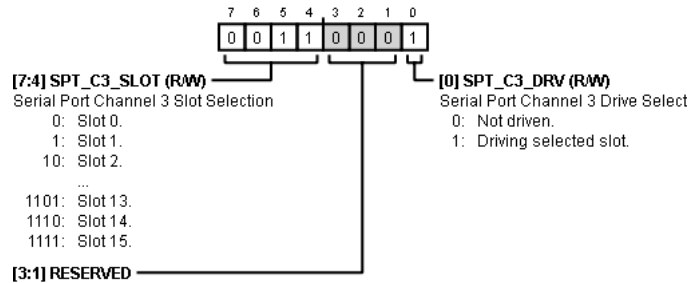 7 6 5 4 3 2 1 0
0 0 1 1 0 0 0 1
[7:4] SPT_C3_SLOT (R/W)
Serial Port Channel 3 Slot Selection
0: Slot 0.
1: Slot 1.
10: Slot 2.
...
1101: Slot 13.
1110: Slot 14.
1111: Slot 15.
[3:1] RESERVED
[0] SPT_C3_DRV (R/W)
Serial Port Channel 3 Drive Select
0: Not driven.
1: Driving selected slot.